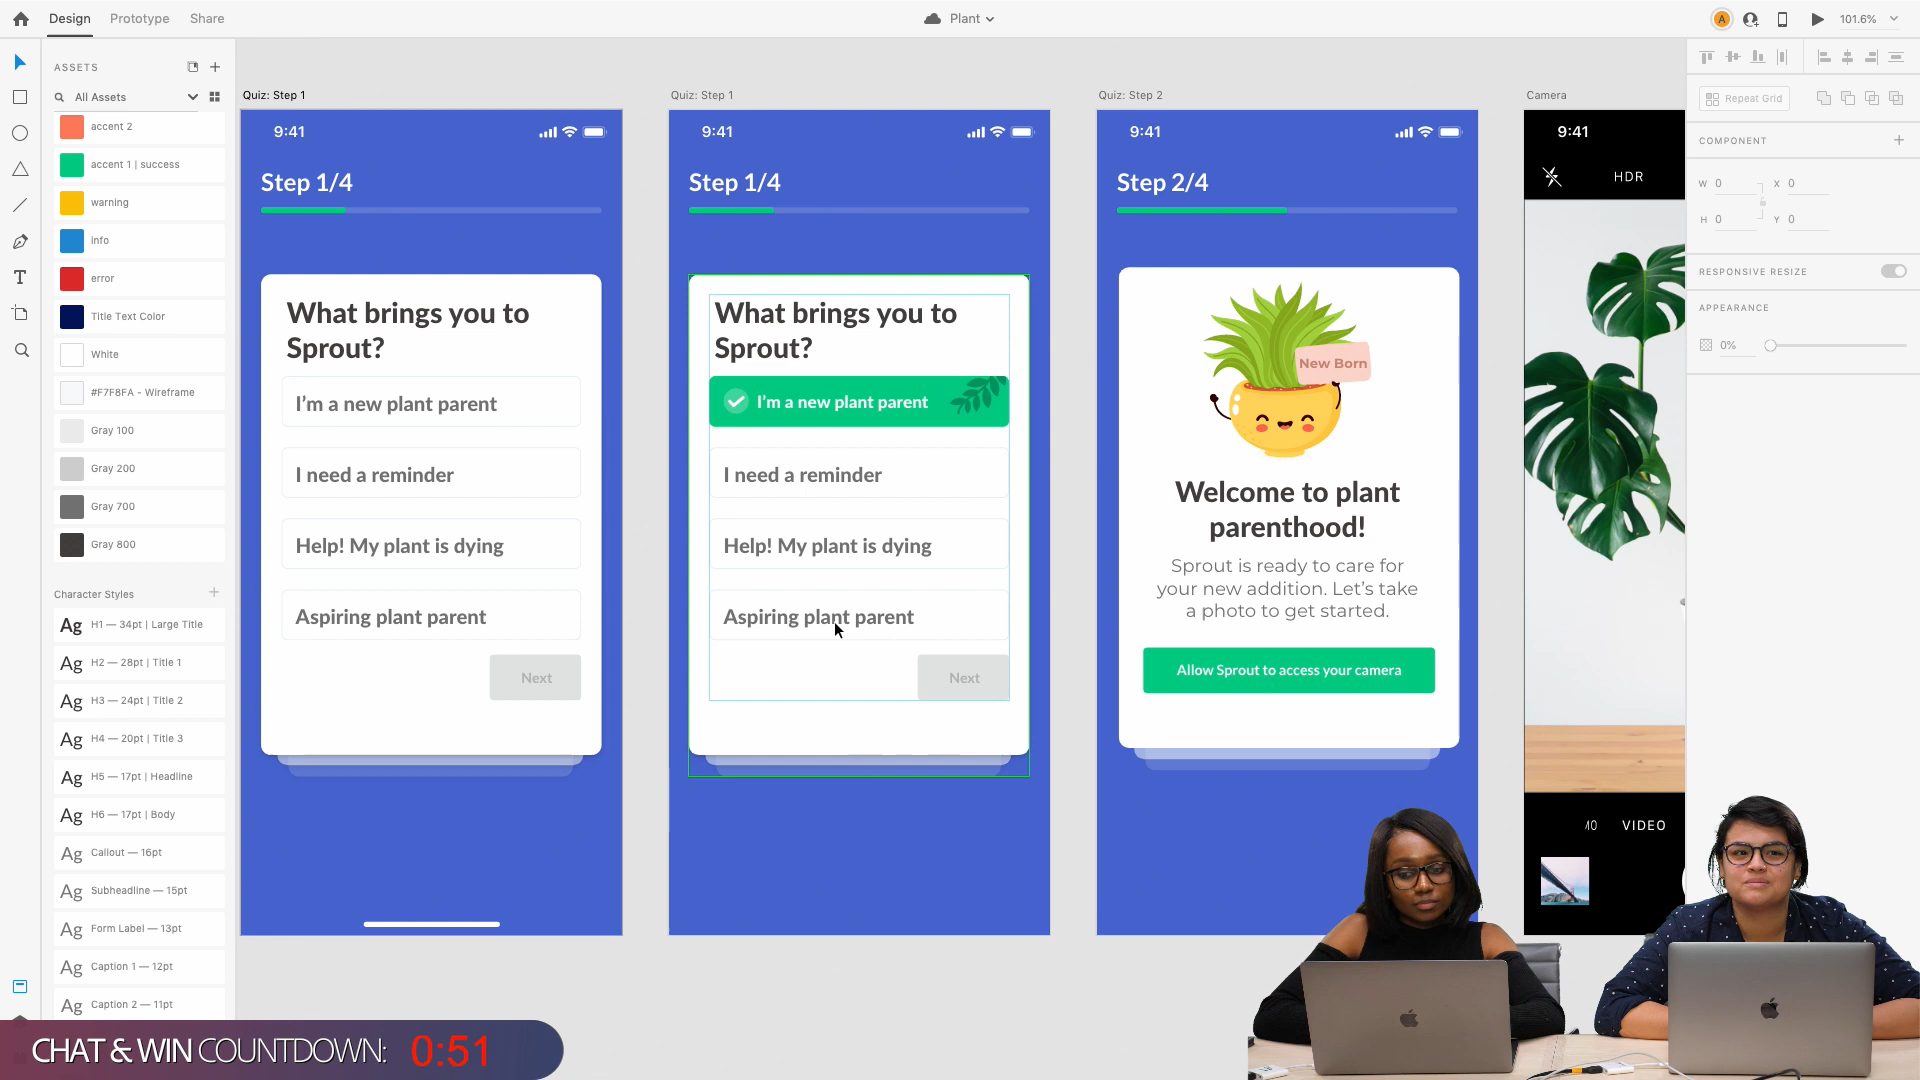 Design
Prototype
Share
Plant
A
101.6%
ASSETS
All Assets
accent 2
accent 1 | success
warning
info
error
Title Text Color
White
#F7F8FA - Wireframe
Gray 100
Gray 200
Gray 700
Gray 800
Character Styles
Ag H1 — 34pt | Large Title
Ag H2 — 28pt | Title 1
Ag H3 — 24pt | Title 2
Ag H4 — 20pt | Title 3
Ag H5 — 17pt | Headline
Ag H6 — 17pt | Body
Ag Callout — 16pt
Ag Subheadline — 15pt
Ag Form Label — 13pt
Ag Caption 1 — 12pt
Ag Caption 2 — 11pt
Quiz: Step 1
9:41
Step 1/4
What brings you to
Sprout?
I'm a new plant parent
I need a reminder
Help! My plant is dying
Aspiring plant parent
Next
Quiz: Step 1
9:41
Step 1/4
What brings you to
Sprout?
I'm a new plant parent
I need a reminder
Help! My plant is dying
Aspiring plant parent
Next
Quiz: Step 2
9:41
Step 2/4
New Born
Welcome to plant
parenthood!
Sprout is ready to care for
your new addition. Let's take
a photo to get started.
Allow Sprout to access your camera
Camera
9:41
HDR
VIDEO
Repeat Grid
COMPONENT
W 0
X 0
H 0
Y 0
RESPONSIVE RESIZE
APPEARANCE
0%
CHAT & WIN COUNTDOWN: 0:51